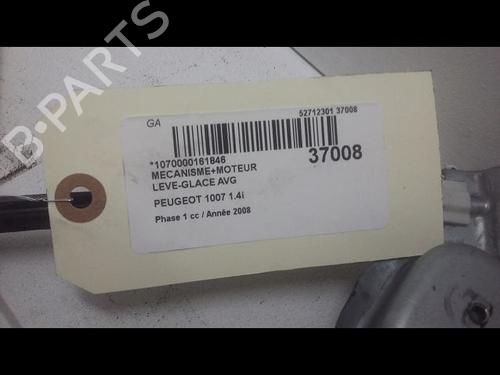 B-PARTS
GA
52712301 37008
*1070000161846
37008
MECANISME+MOTEUR
LEVE-GLACE AVG
PEUGEOT 1007 1.4i
Phase 1 cc / Année 2008